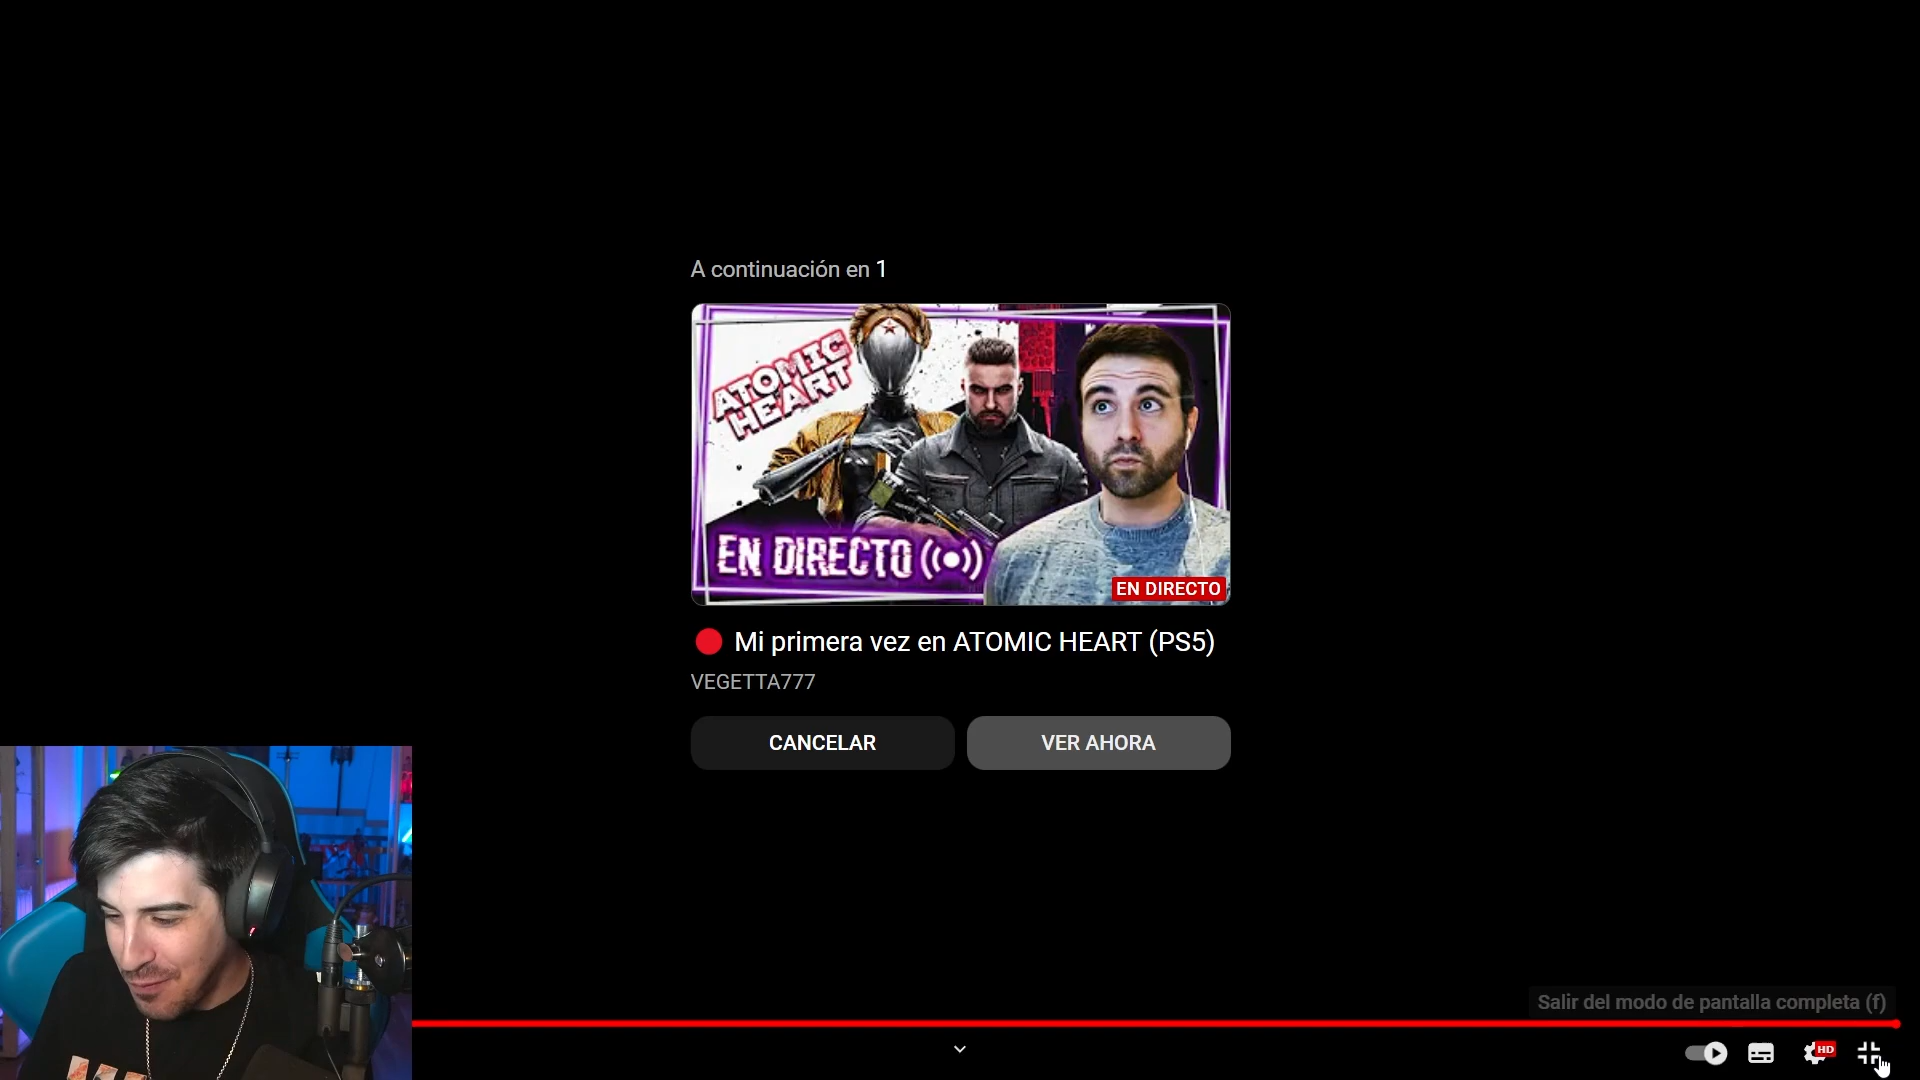 A continuación en 1
ATOMIC
HEART
EN DIRECTO
EN DIRECTO
Mi primera vez en ATOMIC HEART (PS5)
VEGETTA777
CANCELAR
VER AHORA
Salir del modo de pantalla completa (f)
HD